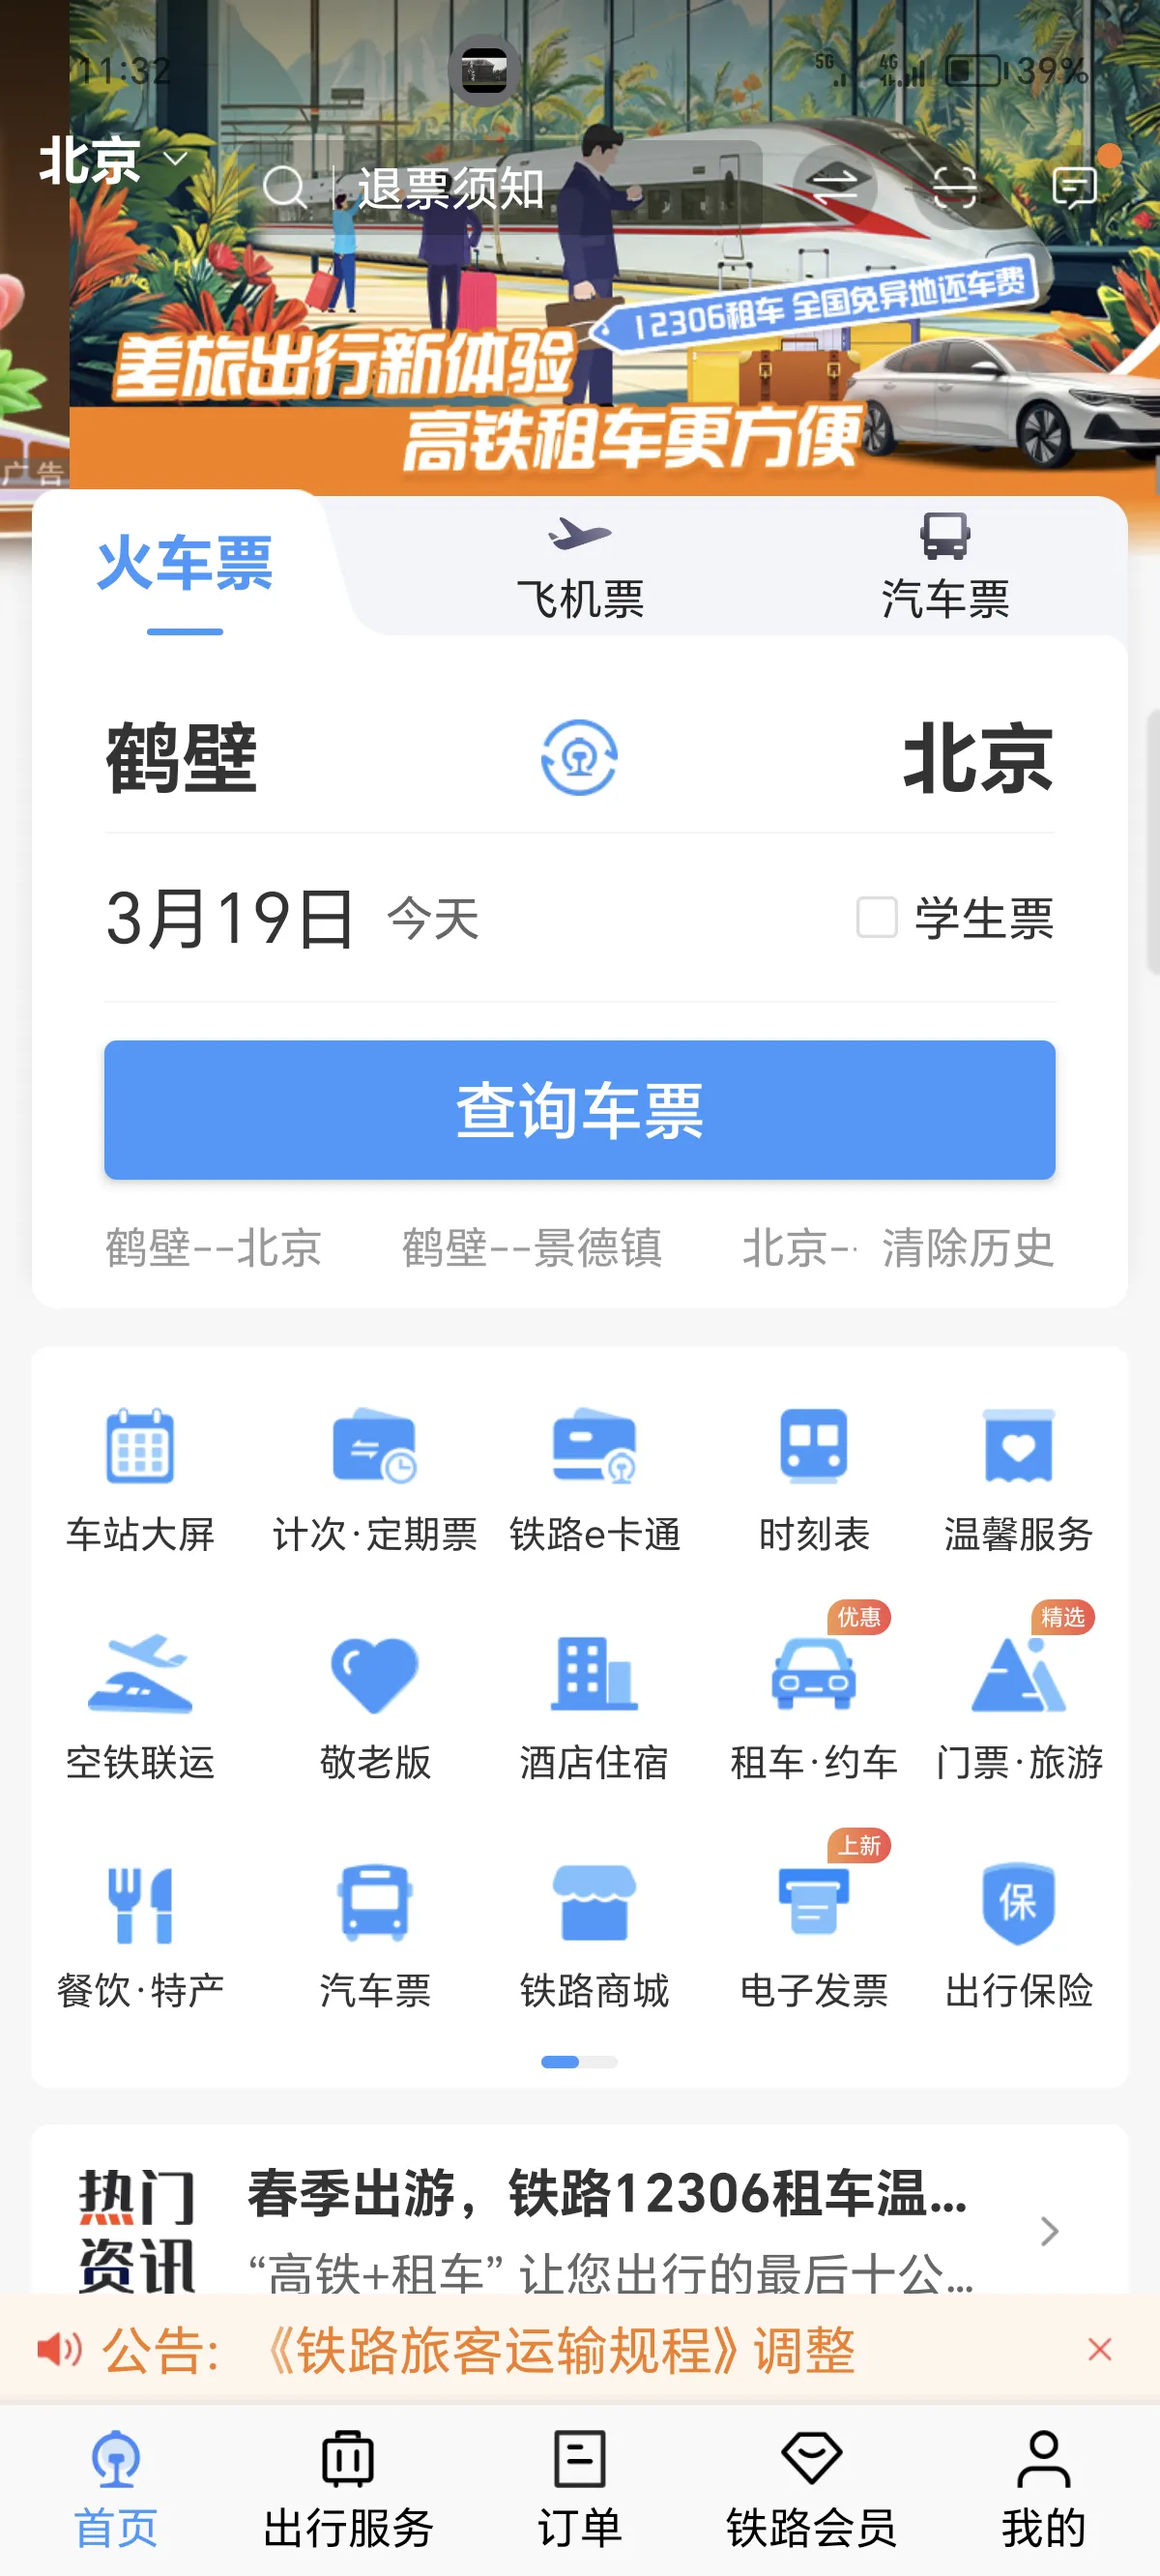 11:32
5G
4G
39%
北京
退票须知
12306租车 全国免异地还车费
差旅出行新体验
高铁租车更方便
广告
火车票
飞机票
汽车票
鹤壁
北京
3月19日 今天
学生票
查询车票
鹤壁--北京 鹤壁--景德镇 北京-· 清除历史
车站大屏 计次·定期票 铁路e卡通 时刻表 温馨服务
优惠 精选
空铁联运 敬老版 酒店住宿 租车·约车 门票·旅游
上新
保
餐饮·特产 汽车票 铁路商城 电子发票 出行保险
热门
资讯
春季出游，铁路12306租车温...
“高铁+租车” 让您出行的最后十公...
公告: 《铁路旅客运输规程》调整
首页 出行服务 订单 铁路会员 我的